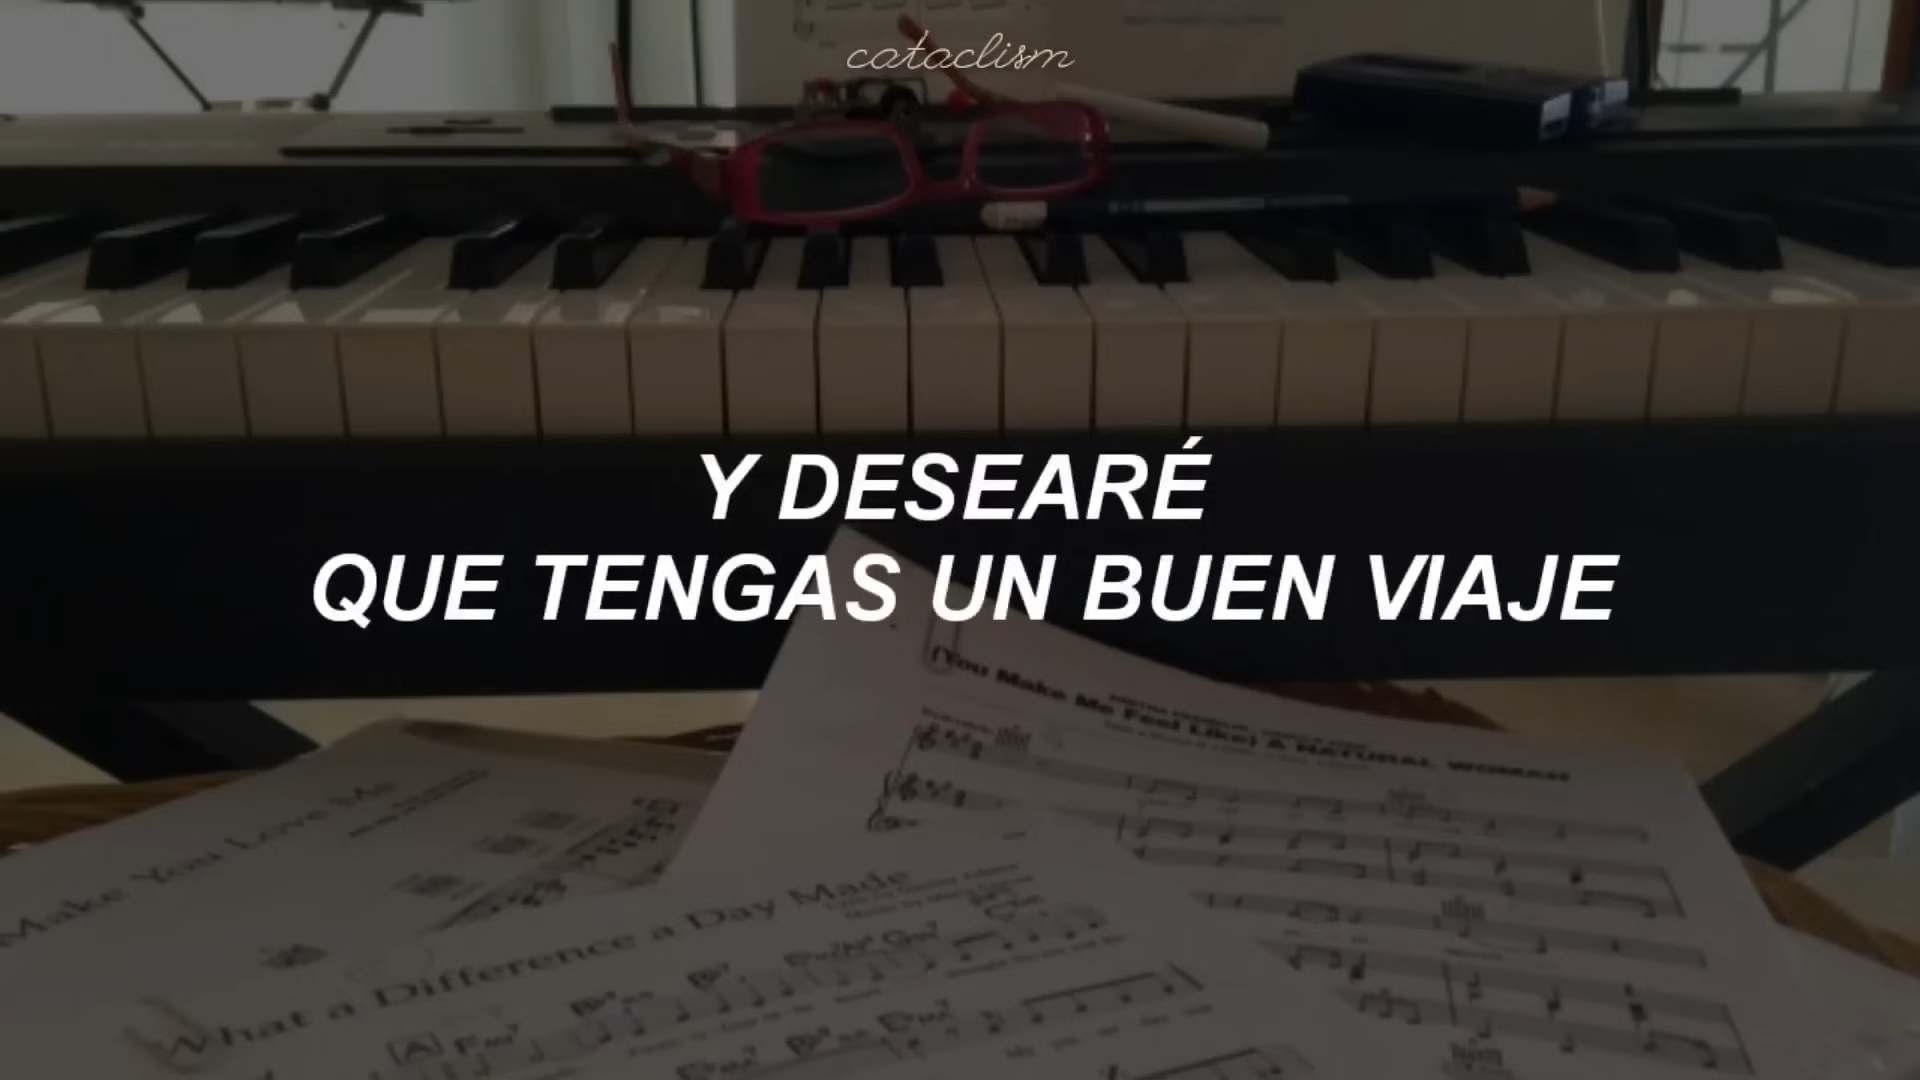 cataclism
Y DESEARÉ
QUE TENGAS UN BUEN VIAJE
(You Make Me Feel Like) A NATURAL WOMAN
Make You Love Me
What a Difference a Day Made